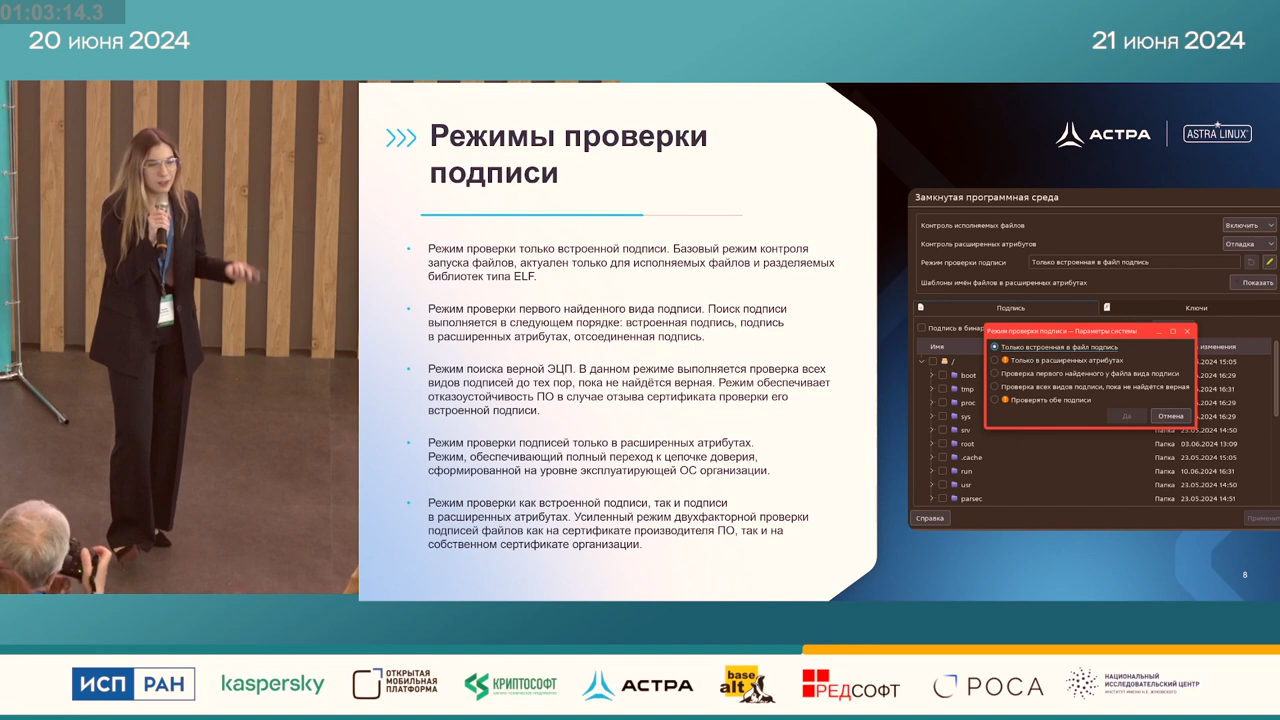 01:03:14.3
20 июня 2024
21 июня 2024
Режимы проверки
подписи
Режим проверки только встроенной подписи. Базовый режим контроля
запуска файлов, актуален только для исполняемых файлов и разделяемых
библиотек типа ELF.
Режим проверки первого найденного вида подписи. Поиск подписи
выполняется в следующем порядке: встроенная подпись, подпись
в расширенных атрибутах, отсоединенная подпись.
Режим поиска верной ЭЦП. В данном режиме выполняется проверка всех
видов подписей до тех пор, пока не найдётся верная. Режим обеспечивает
отказоустойчивость ПО в случае отзыва сертификата проверки его
встроенной подписи.
Режим проверки подписей только в расширенных атрибутах.
Режим, обеспечивающий полный переход к цепочке доверия,
сформированной на уровне эксплуатирующей ОС организации.
Режим проверки как встроенной подписи, так и подписи
в расширенных атрибутах. Усиленный режим двухфакторной проверки
подписей файлов как на сертификате производителя ПО, так и на
собственном сертификате организации.
АСТРА
ASTRA LINUX
Замкнутая программная среда
Контроль исполняемых файлов Включить
Контроль расширенных атрибутов Отладка
Режим проверки подписи Только встроенная в файл подпись
Шаблоны имён файлов в расширенных атрибутах Показать
Подпись Ключи
Подпись в бинар
Имя изменения
Режим проверки подписи — Параметры системы
Только встроенная в файл подпись
Только в расширенных атрибутах
Проверка первого найденного у файла вида подписи
Проверка всех видов подписи, пока не найдётся верная
Проверять обе подписи
Да Отмена
/ .2024 15:05
boot .2024 16:29
tmp .2024 16:31
proc .2024 16:29
sys .2024 16:29
srv Папка 23.05.2024 14:50
root Папка 03.06.2024 13:09
.cache Папка 23.05.2024 15:05
run Папка 10.06.2024 16:31
usr Папка 23.05.2024 14:50
parsec Папка 23.05.2024 14:51
Справка Примени
8
ИСП РАН
kaspersky
ОТКРЫТАЯ
МОБИЛЬНАЯ
ПЛАТФОРМА
КРИПТОСОФТ
АСТРА
base
alt
РЕДСОФТ
РОСА
НАЦИОНАЛЬНЫЙ
ИССЛЕДОВАТЕЛЬСКИЙ ЦЕНТР